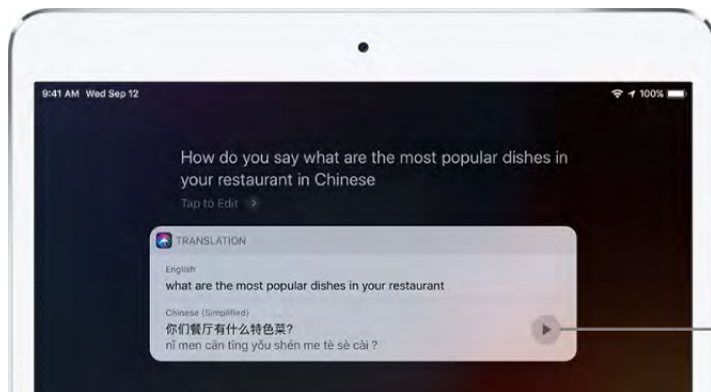 9:41 AM Wed Sep 12
100%
How do you say what are the most popular dishes in
your restaurant in Chinese
Tap to Edit
TRANSLATION
English
what are the most popular dishes in your restaurant
Chinese (Simplified)
你们餐厅有什么特色菜?
nǐ men cān tīng yǒu shén me tè sè cài ?